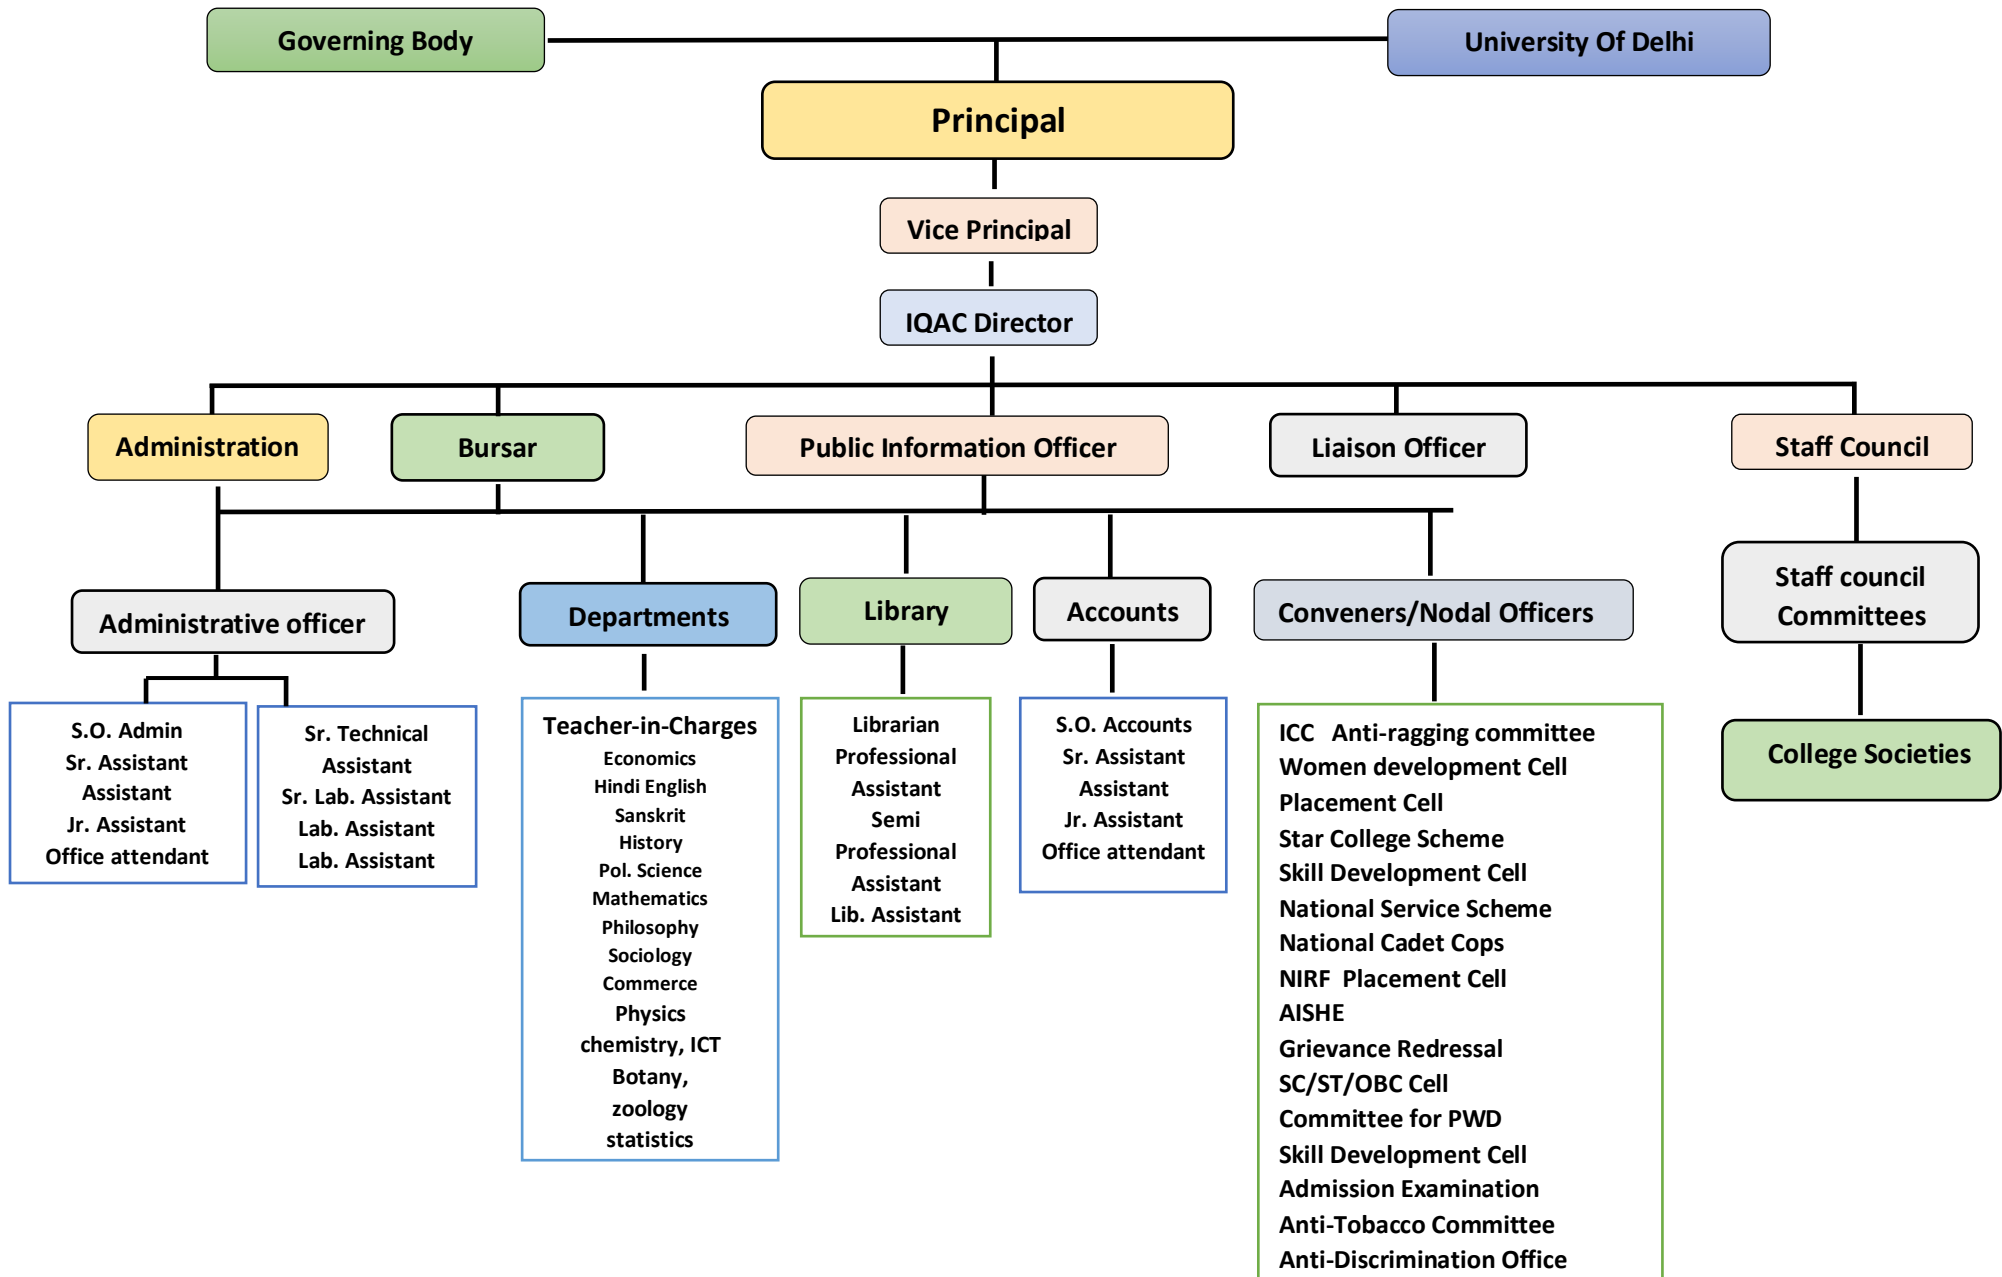 Governing Body
University Of Delhi
Principal
Vice Principal
IQAC Director
Administration
Bursar
Public Information Officer
Liaison Officer
Staff Council
Administrative officer
Departments
Library
Accounts
Conveners/Nodal Officers
Staff council
Committees
S.O. Admin
Sr. Assistant
Assistant
Jr. Assistant
Office attendant
Sr. Technical
Assistant
Sr. Lab. Assistant
Lab. Assistant
Lab. Assistant
Teacher-in-Charges
Economics
Hindi English
Sanskrit
History
Pol. Science
Mathematics
Philosophy
Sociology
Commerce
Physics
chemistry, ICT
Botany,
zoology
statistics
Librarian
Professional
Assistant
Semi
Professional
Assistant
Lib. Assistant
S.O. Accounts
Sr. Assistant
Assistant
Jr. Assistant
Office attendant
ICC   Anti-ragging committee
Women development Cell
Placement Cell
Star College Scheme
Skill Development Cell
National Service Scheme
National Cadet Cops
NIRF  Placement Cell
AISHE
Grievance Redressal
SC/ST/OBC Cell
Committee for PWD
Skill Development Cell
Admission Examination
Anti-Tobacco Committee
Anti-Discrimination Office
College Societies